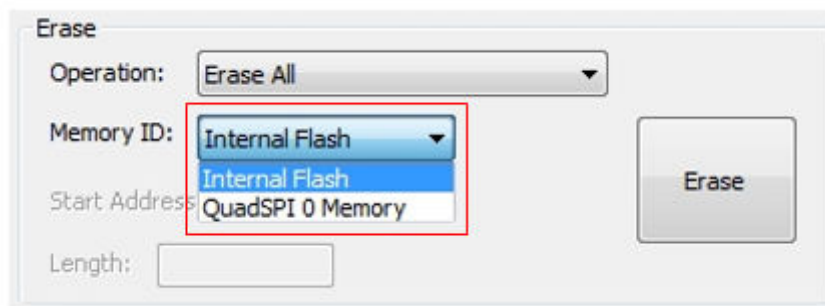 Erase
Operation: Erase All
Memory ID: Internal Flash
Internal Flash
Start Address QuadSPI 0 Memory
Erase
Length: